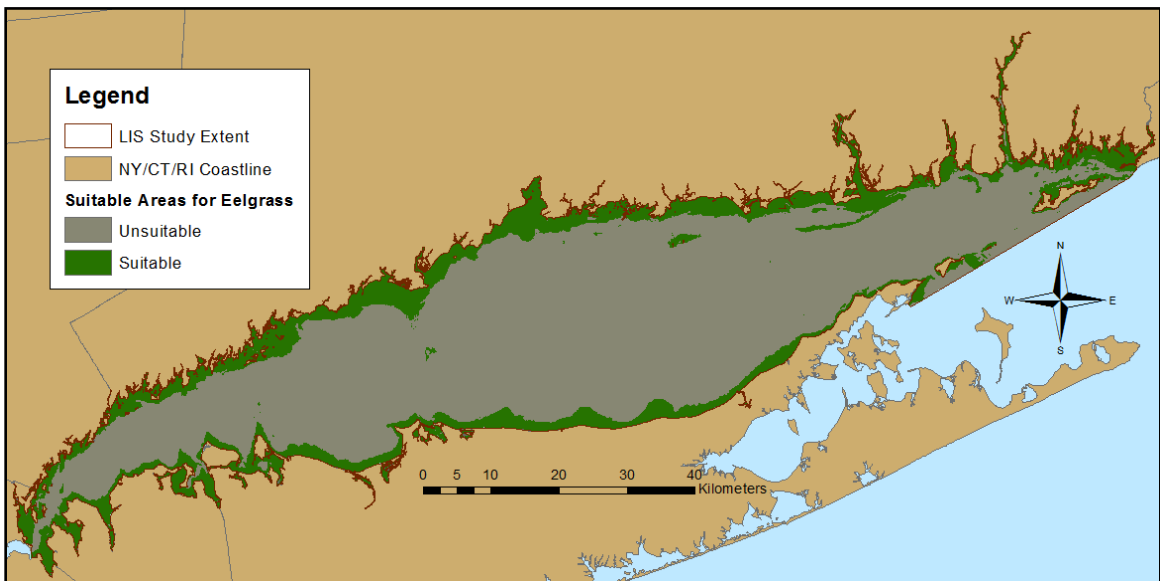 Legend
LIS Study Extent
NY/CT/RI Coastline
Suitable Areas for Eelgrass
Unsuitable
Suitable
N
W E
S
0 5 10 20 30 40
Kilometers